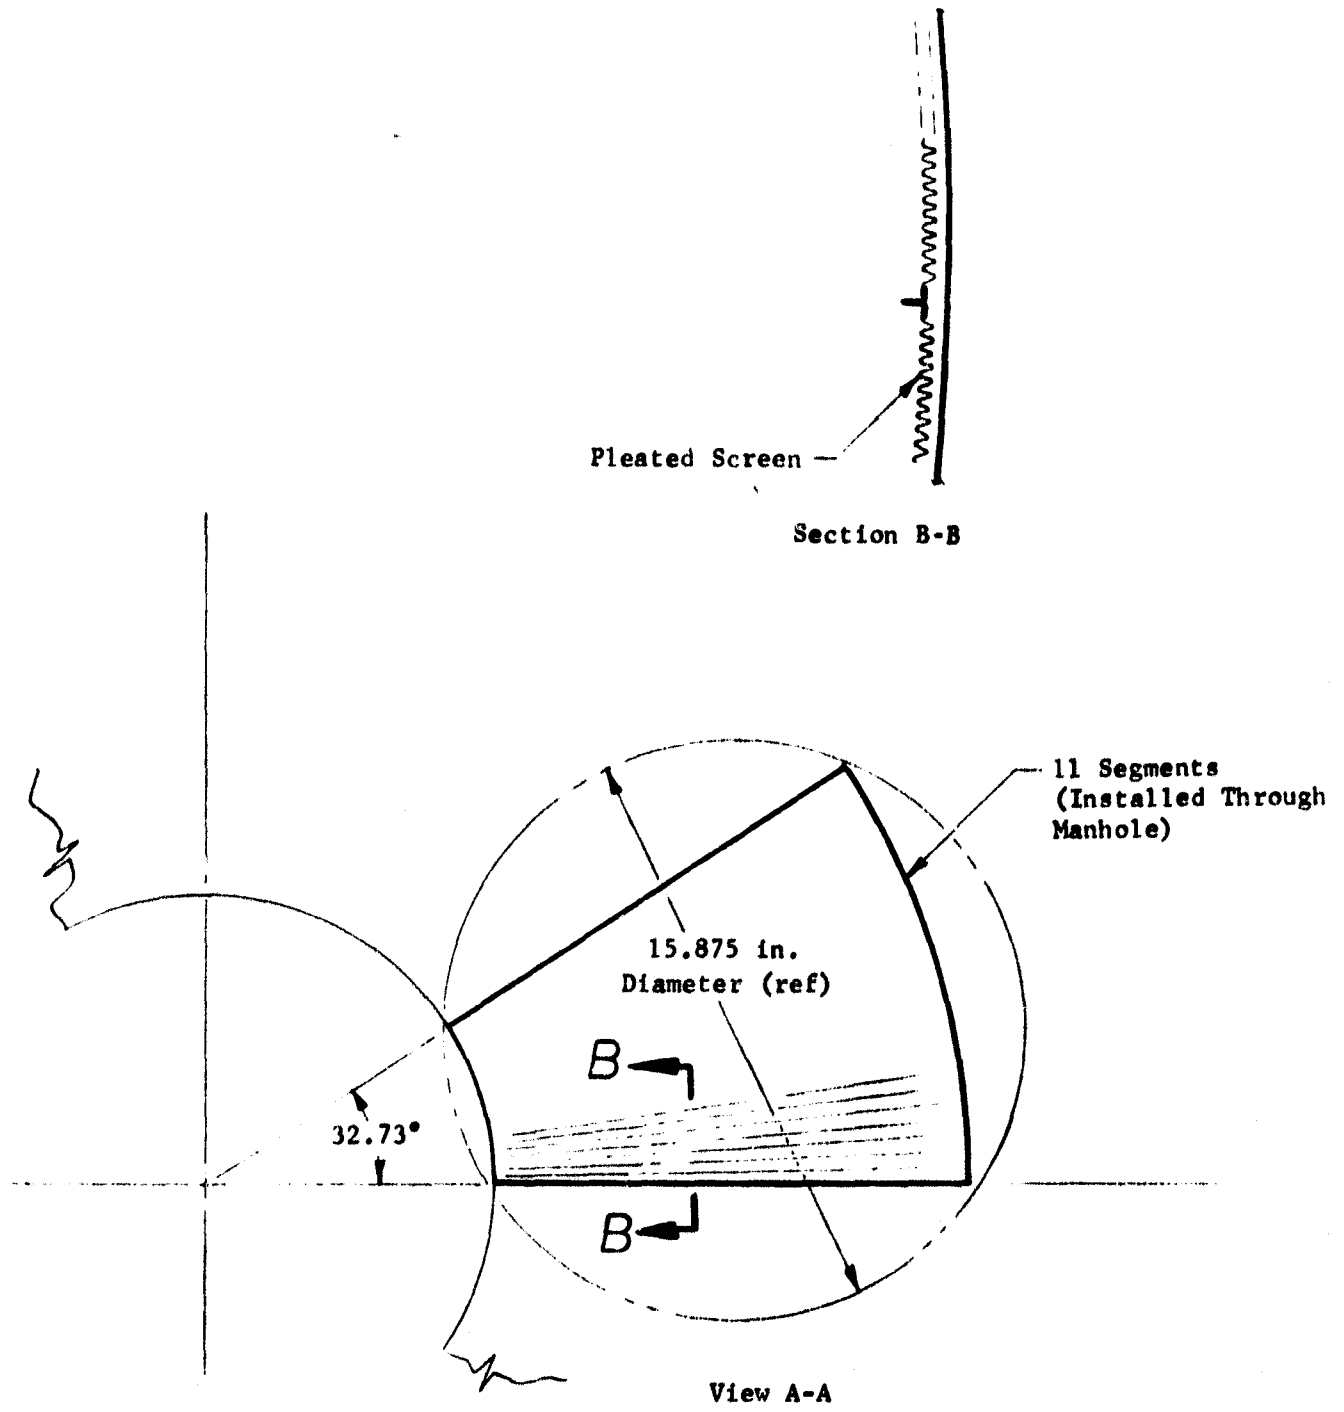 Pleated Screen
Section B-B
11 Segments
(Installed Through
Manhole)
15.875 in.
Diameter (ref)
B
32.73°
B
View A-A